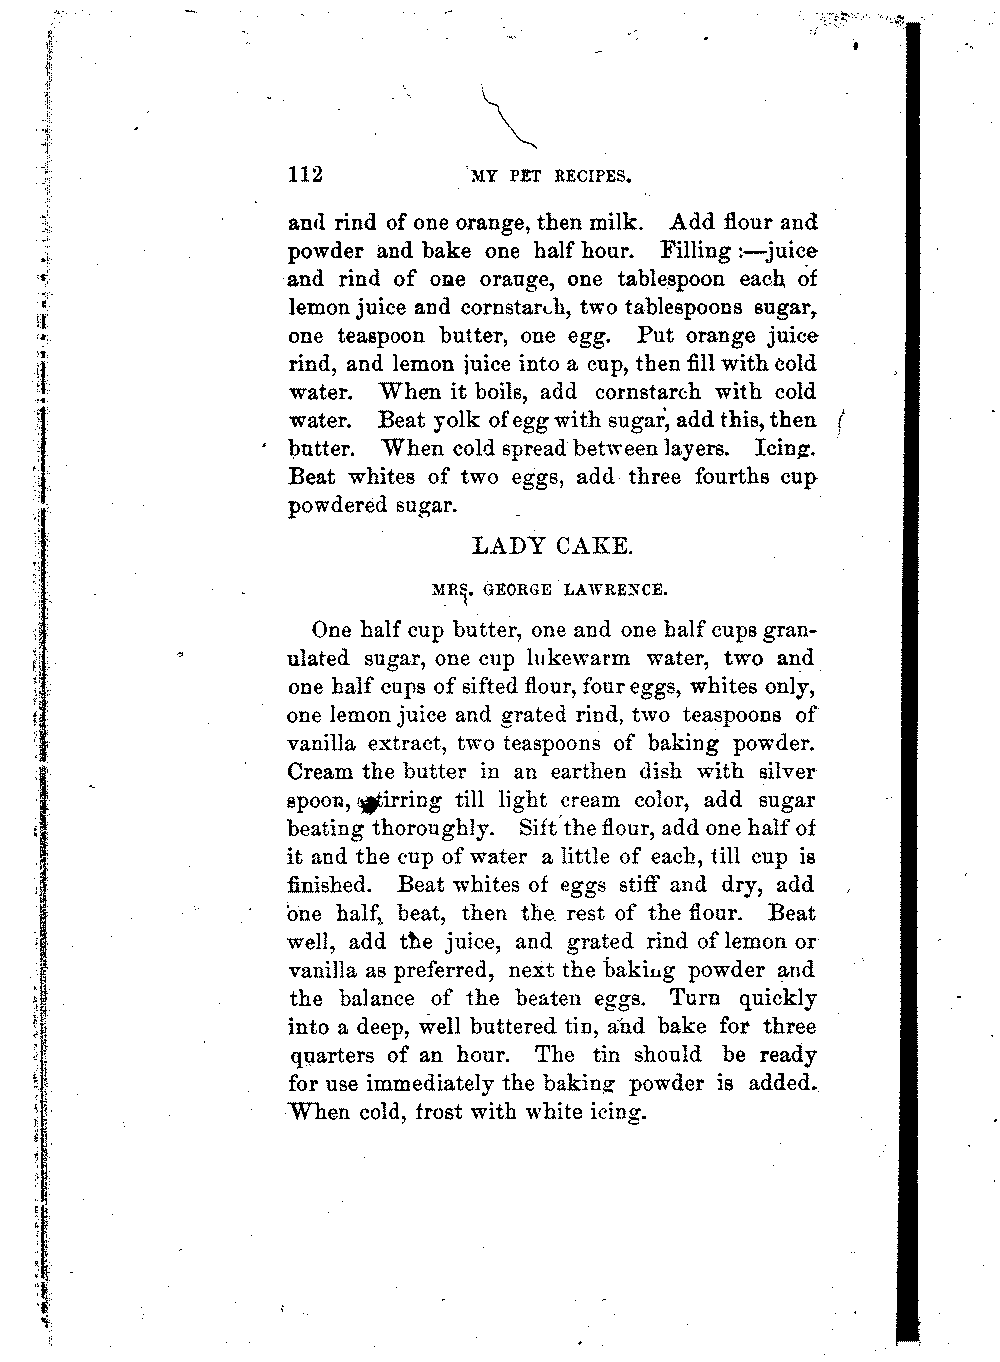 112 MY PET RECIPES.
and rind of one orange, then milk. Add flour and
powder and bake one half hour. Filling :—juice
and rind of one orange, one tablespoon each of
lemon juice and cornstarch, two tablespoons sugar,
one teaspoon butter, one egg. Put orange juice
rind, and lemon juice into a cup, then fill with cold
water. When it boils, add cornstarch with cold
water. Beat yolk of egg with sugar, add this, then
butter. When cold spread between layers. Icing.
Beat whites of two eggs, add three fourths cup
powdered sugar.
LADY CAKE.
MRS. GEORGE LAWRENCE.
One half cup butter, one and one half cups gran-
ulated sugar, one cup lukewarm water, two and
one half cups of sifted flour, four eggs, whites only,
one lemon juice and grated rind, two teaspoons of
vanilla extract, two teaspoons of baking powder.
Cream the butter in an earthen dish with silver
spoon, stirring till light cream color, add sugar
beating thoroughly. Sift the flour, add one half of
it and the cup of water a little of each, till cup is
finished. Beat whites of eggs stiff and dry, add
one half, beat, then the rest of the flour. Beat
well, add the juice, and grated rind of lemon or
vanilla as preferred, next the baking powder and
the balance of the beaten eggs. Turn quickly
into a deep, well buttered tin, and bake for three
quarters of an hour. The tin should be ready
for use immediately the baking powder is added.
When cold, frost with white icing.